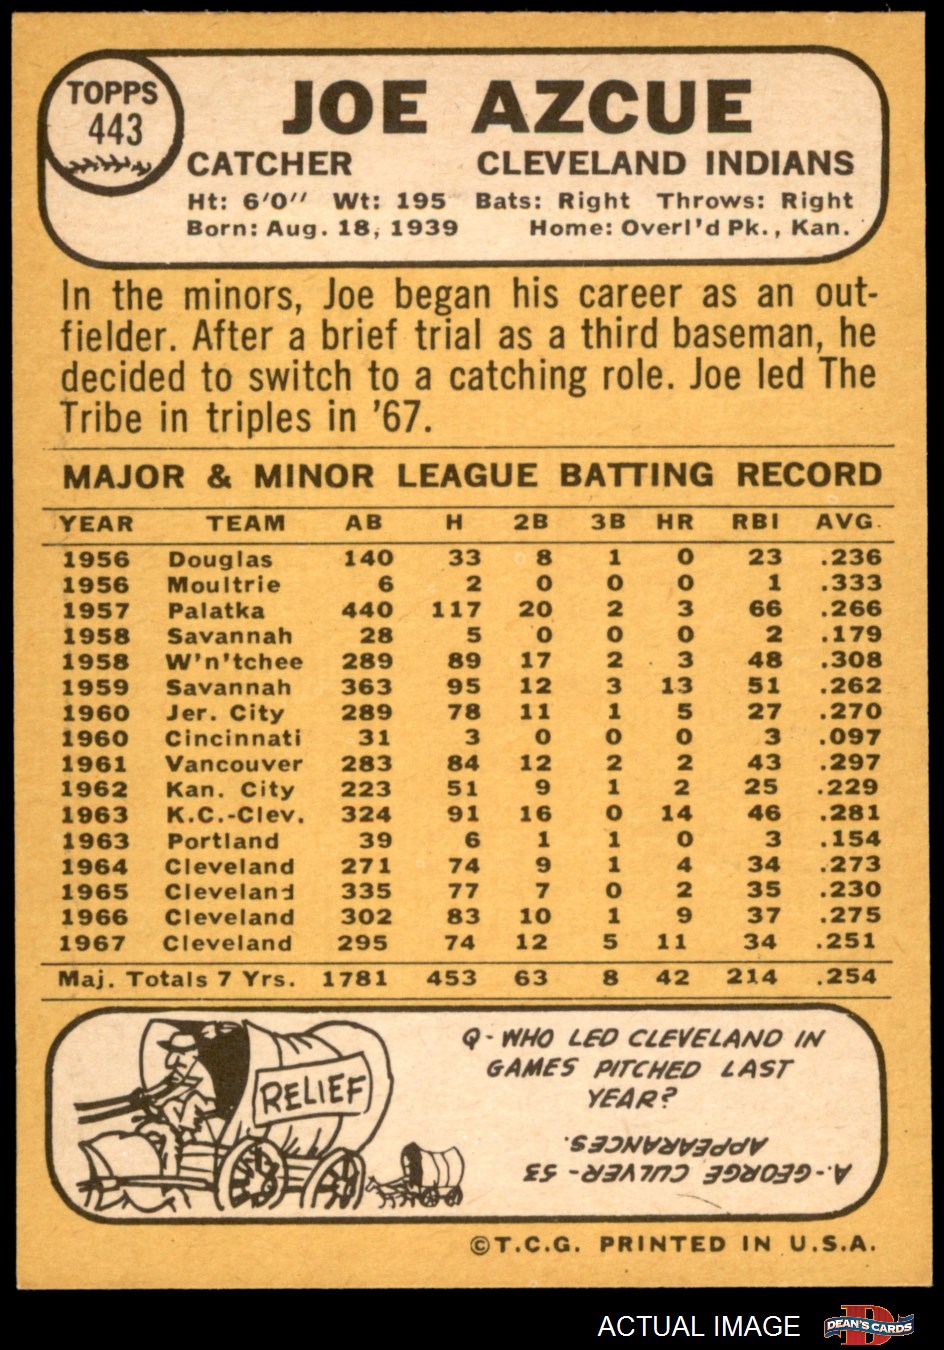 TOPPS
443
JOE AZCUE
CATCHER CLEVELAND INDIANS
Ht: 6'0" Wt: 195 Bats: Right Throws: Right
Born: Aug. 18, 1939 Home: Overl'd Pk., Kan.
In the minors, Joe began his career as an out-
fielder. After a brief trial as a third baseman, he
decided to switch to a catching role. Joe led The
Tribe in triples in '67.
MAJOR & MINOR LEAGUE BATTING RECORD
YEAR TEAM AB H 2B 3B HR RBI AVG.
1956 Douglas 140 33 8 1 0 23 .236
1956 Moultrie 6 2 0 0 0 1 .333
1957 Palatka 440 117 20 2 3 66 .266
1958 Savannah 28 5 0 0 0 2 .179
1958 W'n'tchee 289 89 17 2 3 48 .308
1959 Savannah 363 95 12 3 13 51 .262
1960 Jer. City 289 78 11 1 5 27 .270
1960 Cincinnati 31 3 0 0 0 3 .097
1961 Vancouver 283 84 12 2 2 43 .297
1962 Kan. City 223 51 9 1 2 25 .229
1963 K.C.-Clev. 324 91 16 0 14 46 .281
1963 Portland 39 6 1 1 0 3 .154
1964 Cleveland 271 74 9 1 4 34 .273
1965 Cleveland 335 77 7 0 2 35 .230
1966 Cleveland 302 83 10 1 9 37 .275
1967 Cleveland 295 74 12 5 11 34 .251
Maj. Totals 7 Yrs. 1781 453 63 8 42 214 .254
RELIEF
Q-WHO LED CLEVELAND IN
GAMES PITCHED LAST
YEAR?
A-GEORGE CULVER-53
APPEARANCES.
©T.C.G. PRINTED IN U.S.A.
ACTUAL IMAGE
D
DEAN'S CARDS